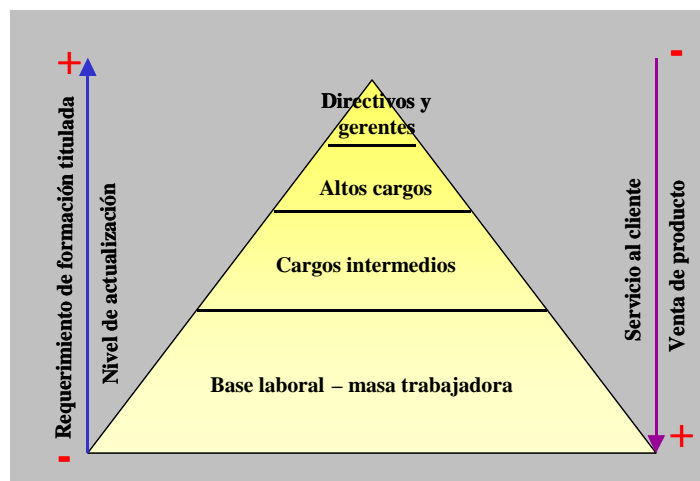 +
-
Directivos y
gerentes
Altos cargos
Cargos intermedios
Base laboral – masa trabajadora
Requerimiento de formación titulada
Nivel de actualización
Servicio al cliente
Venta de producto
-
+